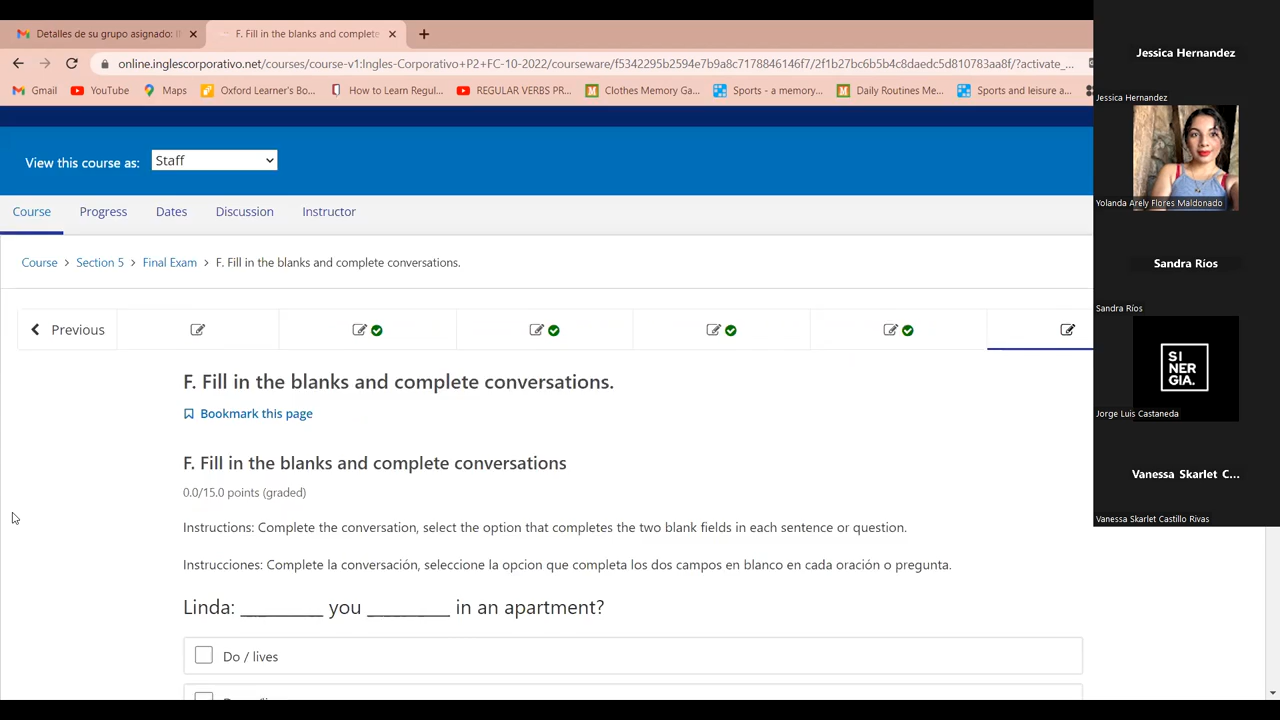 Detalles de su grupo asignado: I
F. Fill in the blanks and complete
online.inglescorporativo.net/courses/course-v1:Ingles-Corporativo+P2+FC-10-2022/courseware/f5342295b2594e7b9a8c7178846146f7/2f1b27bc6b5b4c8daedc5d810783aa8f/?activate_...
Gmail
YouTube
Maps
Oxford Learner's Bo...
How to Learn Regul...
REGULAR VERBS PR...
Clothes Memory Ga...
Sports - a memory...
Daily Routines Me...
Sports and leisure a...
View this course as:
Staff
Course
Progress
Dates
Discussion
Instructor
Course > Section 5 > Final Exam > F. Fill in the blanks and complete conversations.
Previous
F. Fill in the blanks and complete conversations.
Bookmark this page
F. Fill in the blanks and complete conversations
0.0/15.0 points (graded)
Instructions: Complete the conversation, select the option that completes the two blank fields in each sentence or question.
Instrucciones: Complete la conversación, seleccione la opcion que completa los dos campos en blanco en cada oración o pregunta.
Linda: _________ you _________ in an apartment?
Do / lives
Jessica Hernandez
Jessica Hernandez
Yolanda Arely Flores Maldonado
Sandra Ríos
Sandra Ríos
SI
NER
GIA.
Jorge Luis Castaneda
Vanessa Skarlet C...
Vanessa Skarlet Castillo Rivas